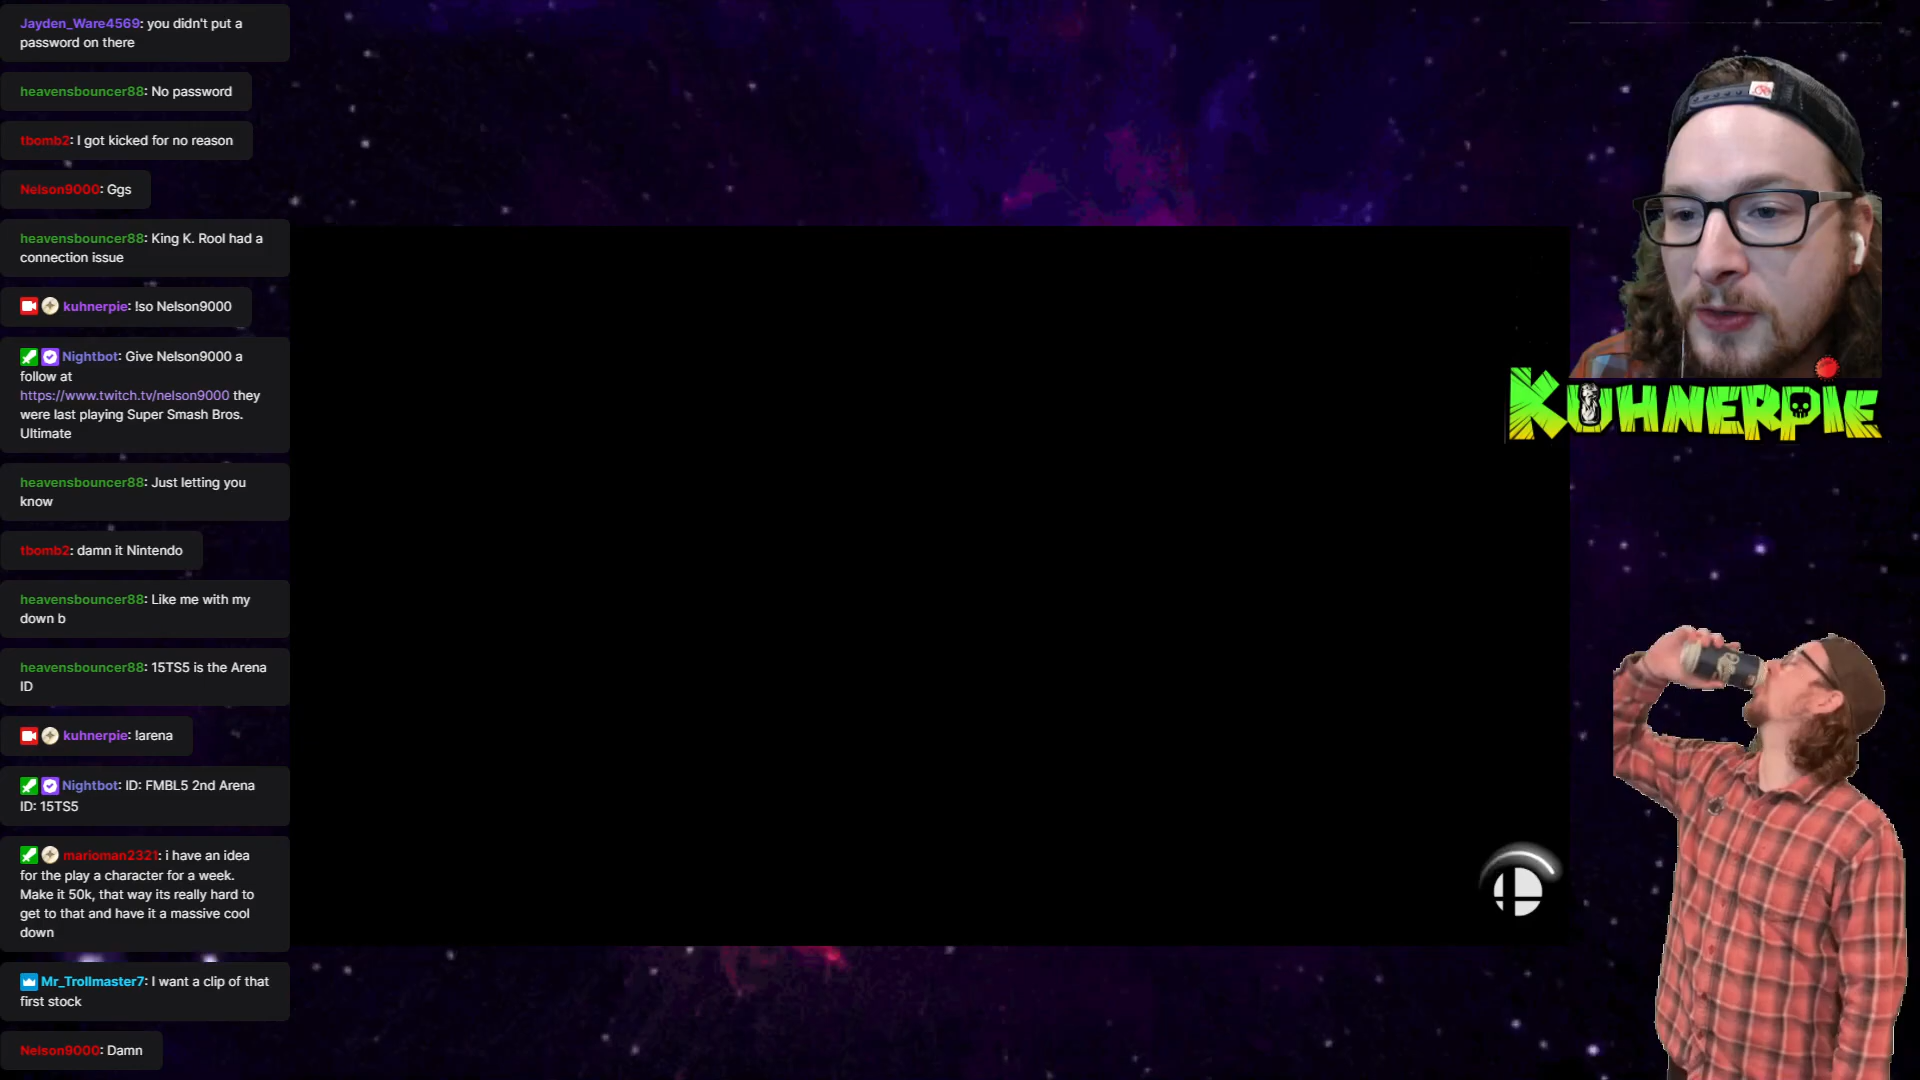 Jayden_Ware4569: you didn't put a
password on there
heavensbouncer88: No password
tbomb2: I got kicked for no reason
Nelson9000: Ggs
heavensbouncer88: King K. Rool had a
connection issue
kuhnerpie: !so Nelson9000
Nightbot: Give Nelson9000 a
follow at
https://www.twitch.tv/nelson9000 they
were last playing Super Smash Bros.
Ultimate
heavensbouncer88: Just letting you
know
tbomb2: damn it Nintendo
heavensbouncer88: Like me with my
down b
heavensbouncer88: 15TS5 is the Arena
ID
kuhnerpie: !arena
Nightbot: ID: FMBL5 2nd Arena
ID: 15TS5
marioman2321: i have an idea
for the play a character for a week.
Make it 50k, that way its really hard to
get to that and have it a massive cool
down
Mr_Trollmaster7: I want a clip of that
first stock
Nelson9000: Damn
KUHNERPIE